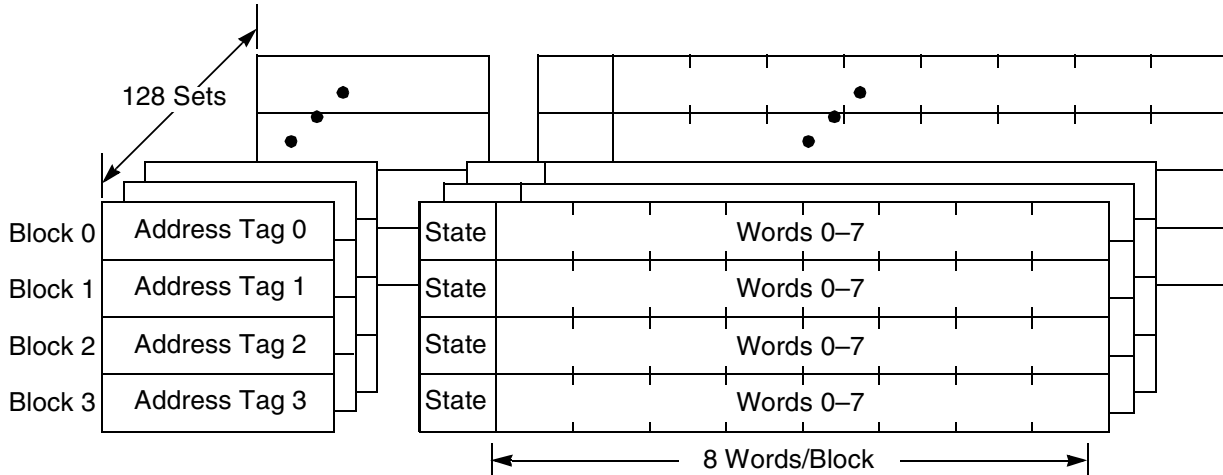 128 Sets
Block 0 Address Tag 0 State Words 0–7
Block 1 Address Tag 1 State Words 0–7
Block 2 Address Tag 2 State Words 0–7
Block 3 Address Tag 3 State Words 0–7
8 Words/Block